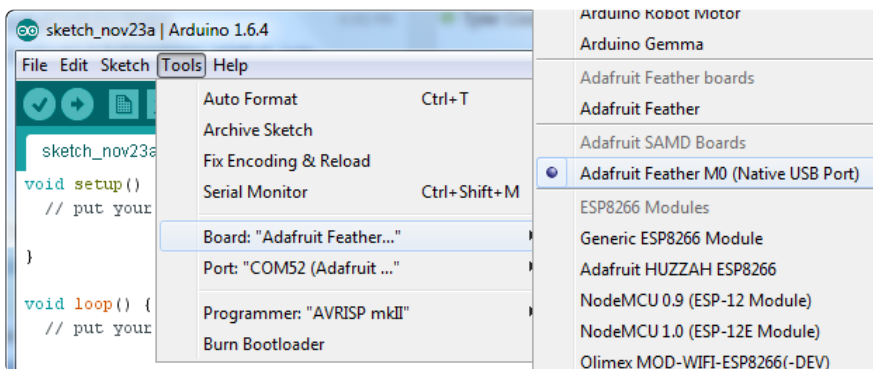 sketch_nov23a | Arduino 1.6.4
File Edit Sketch Tools Help
sketch_nov23a
void setup()
// put your
}
void loop() {
// put your
Auto Format Ctrl+T
Archive Sketch
Fix Encoding & Reload
Serial Monitor Ctrl+Shift+M
Board: "Adafruit Feather..."
Port: "COM52 (Adafruit ..."
Programmer: "AVRISP mkII"
Burn Bootloader
Arduino Robot Motor
Arduino Gemma
Adafruit Feather boards
Adafruit Feather
Adafruit SAMD Boards
Adafruit Feather M0 (Native USB Port)
ESP8266 Modules
Generic ESP8266 Module
Adafruit HUZZAH ESP8266
NodeMCU 0.9 (ESP-12 Module)
NodeMCU 1.0 (ESP-12E Module)
Olimex MOD-WIFI-ESP8266(-DEV)